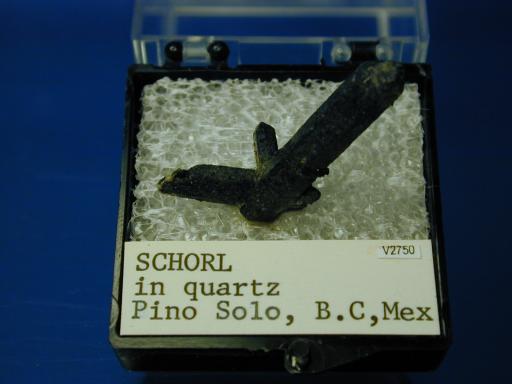 V2750
SCHORL
in quartz
Pino Solo, B.C,Mex